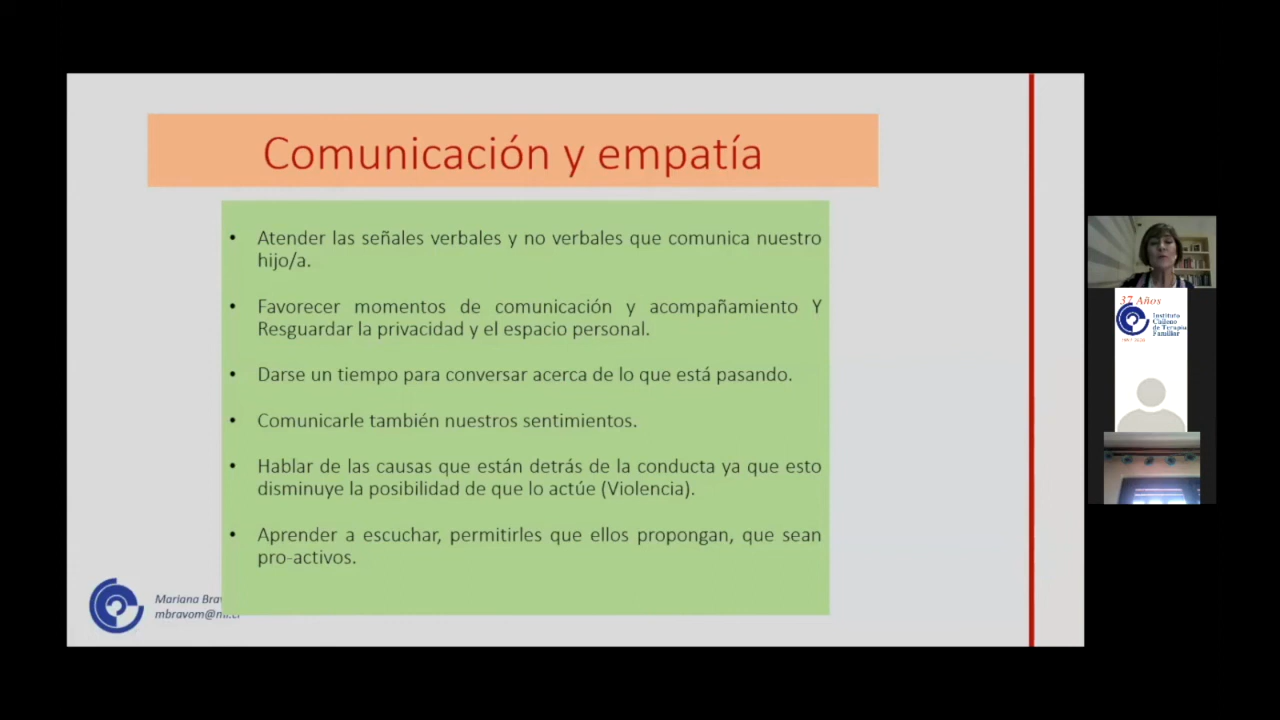 Comunicación y empatía
• Atender las señales verbales y no verbales que comunica nuestro
hijo/a.
• Favorecer momentos de comunicación y acompañamiento Y
Resguardar la privacidad y el espacio personal.
• Darse un tiempo para conversar acerca de lo que está pasando.
• Comunicarle también nuestros sentimientos.
• Hablar de las causas que están detrás de la conducta ya que esto
disminuye la posibilidad de que lo actúe (Violencia).
• Aprender a escuchar, permitirles que ellos propongan, que sean
pro-activos.
Mariana
37 Años
Instituto
Chileno
de Terapia
Familiar